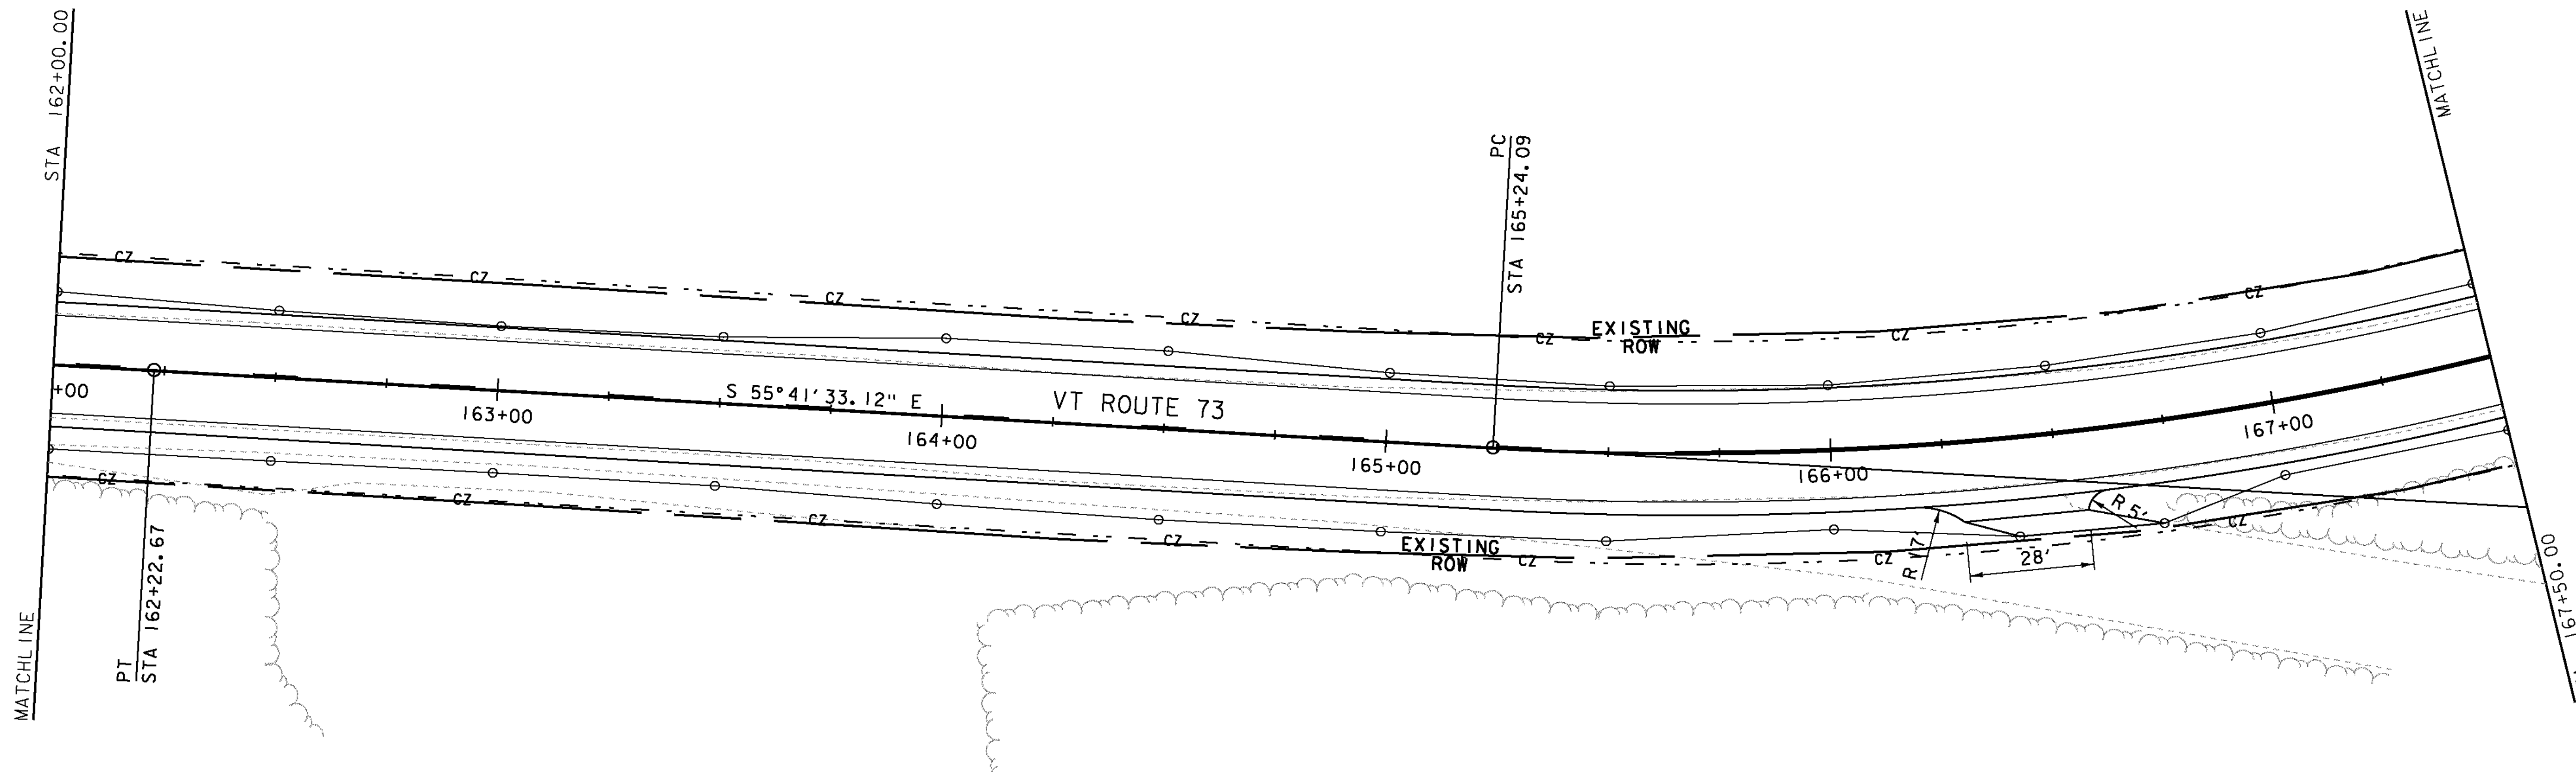 STA 162+00.00
MATCHLINE
PC
STA 165+24.09
CZ
CZ
CZ
CZ
CZ
EXISTING
ROW
CZ
CZ
+00
163+00
S 55°41'33.12" E
VT ROUTE 73
164+00
165+00
166+00
167+00
CZ
CZ
CZ
CZ
EXISTING
ROW
CZ
CZ
R 17'
28'
R 5'
CZ
PT
STA 162+22.67
MATCHLINE
167+50.00